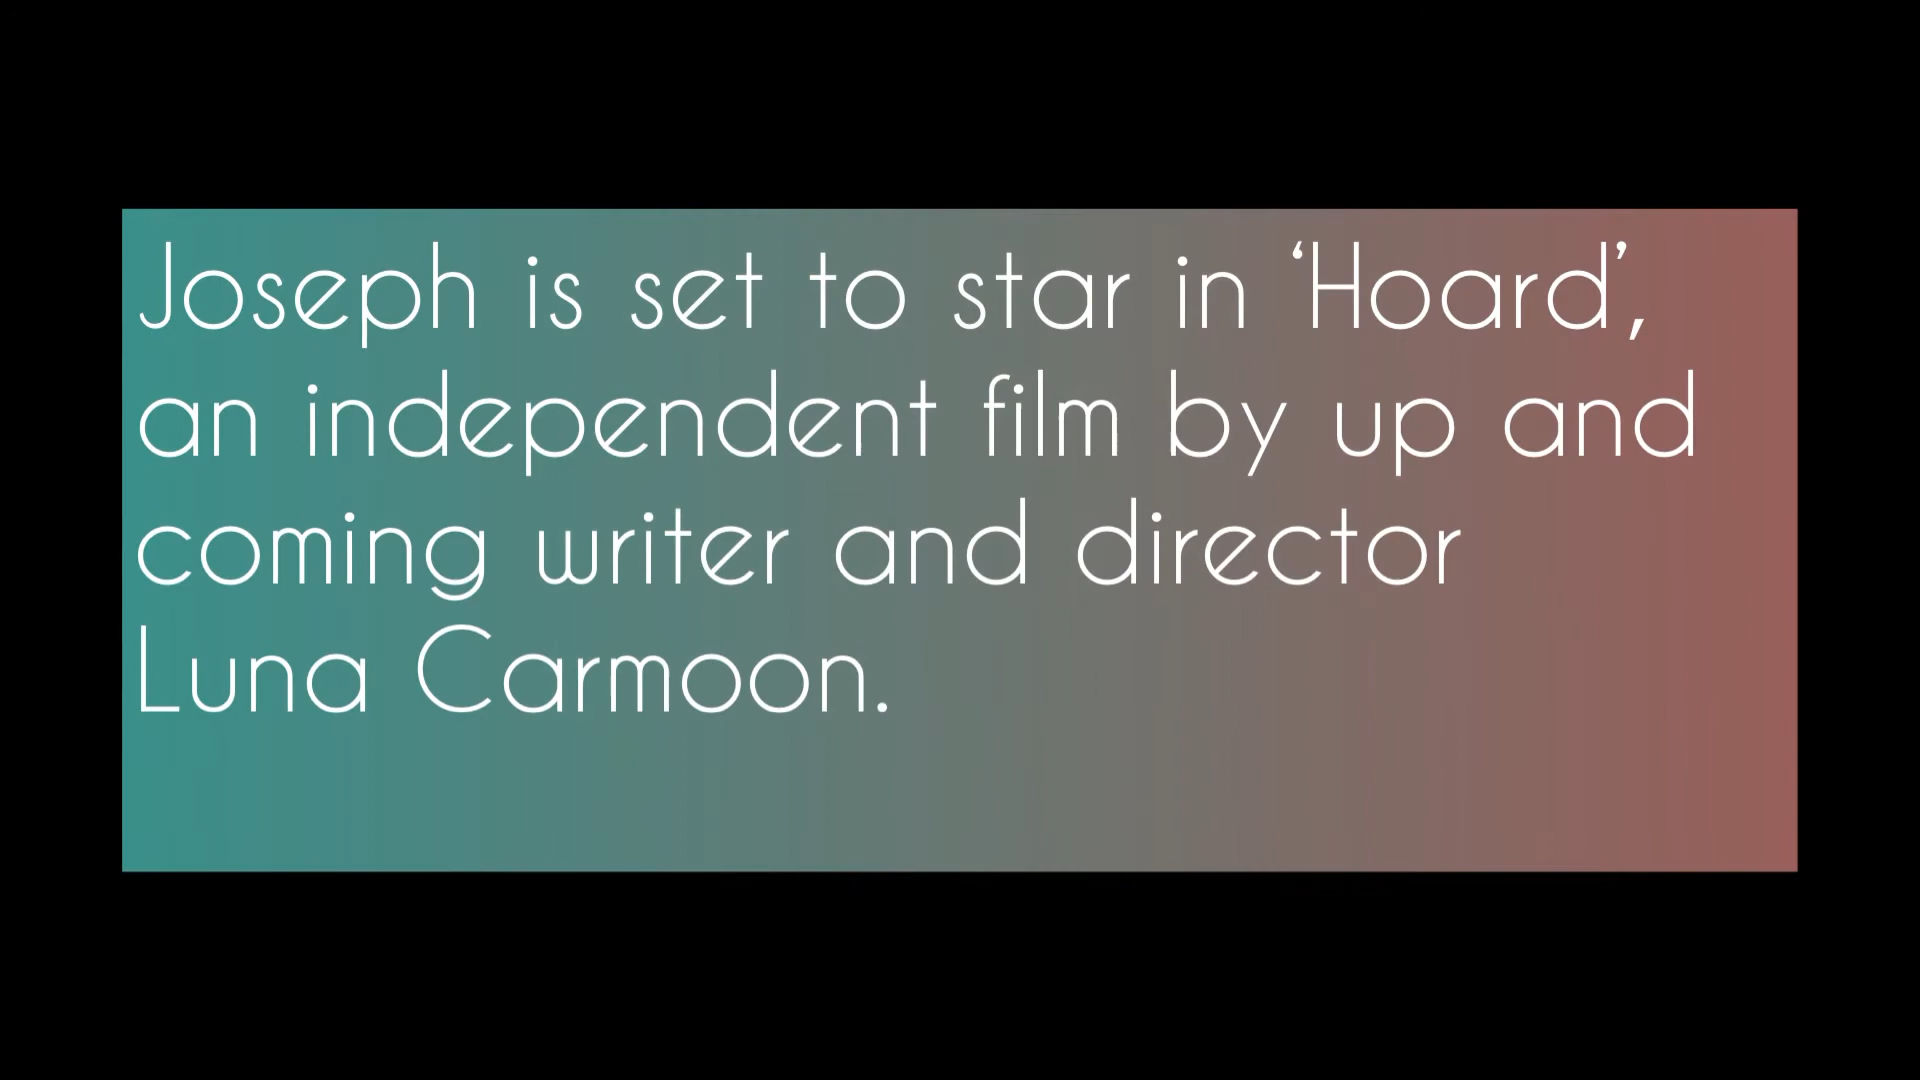 Joseph is set to star in ‘Hoard’,
an independent film by up and
coming writer and director
Luna Carmoon.